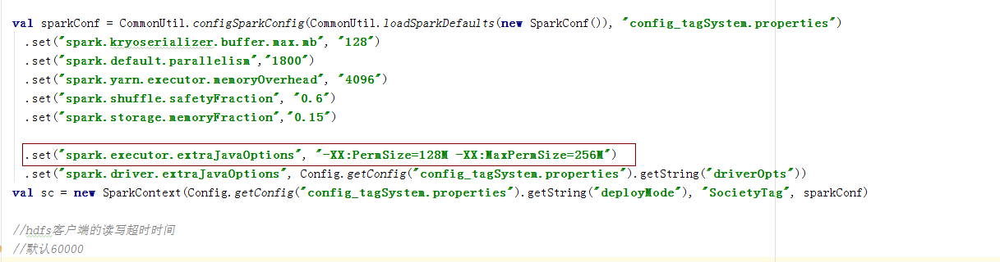 val sparkConf = CommonUtil.configSparkConfig(CommonUtil.loadSparkDefaults(new SparkConf()), "config_tagSystem.properties")
.set("spark.kryoserializer.buffer.max.mb", "128")
.set("spark.default.parallelism","1800")
.set("spark.yarn.executor.memoryOverhead", "4096")
.set("spark.shuffle.safetyFraction", "0.6")
.set("spark.storage.memoryFraction","0.15")
.set("spark.executor.extraJavaOptions", "-XX:PermSize=128M -XX:MaxPermSize=256M")
.set("spark.driver.extraJavaOptions", Config.getConfig("config_tagSystem.properties").getString("driverOpts"))
val sc = new SparkContext(Config.getConfig("config_tagSystem.properties").getString("deployMode"), "SocietyTag", sparkConf)
//hdfs客户端的读写超时时间
//默认60000